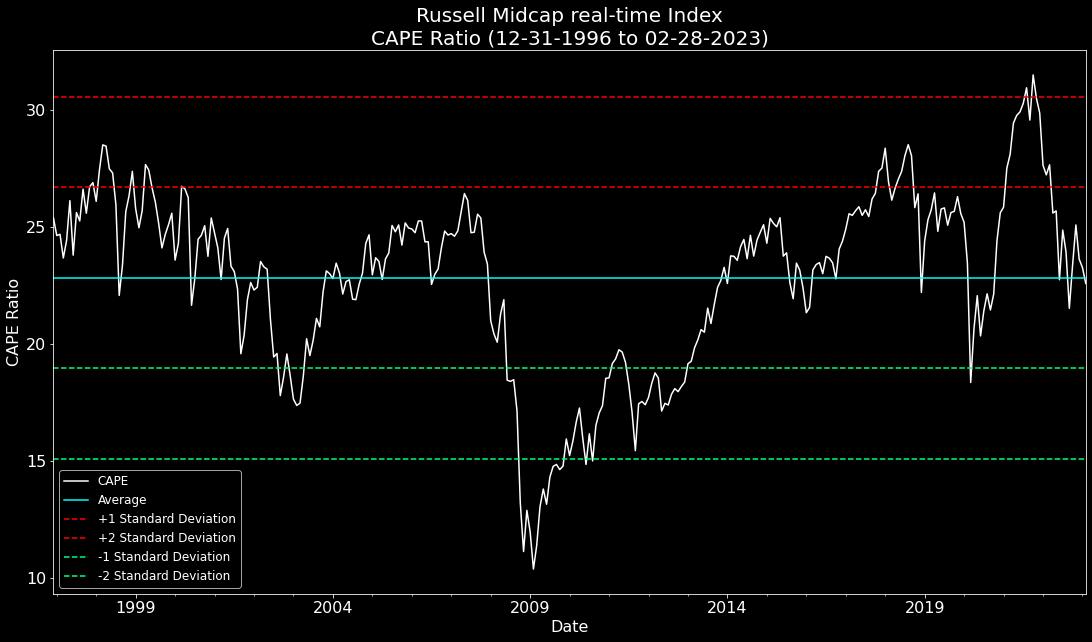 Russell Midcap real-time Index
CAPE Ratio (12-31-1996 to 02-28-2023)
CAPE Ratio
30
25
20
15
10
CAPE
Average
+1 Standard Deviation
+2 Standard Deviation
-1 Standard Deviation
-2 Standard Deviation
1999 2004 2009 2014 2019
Date